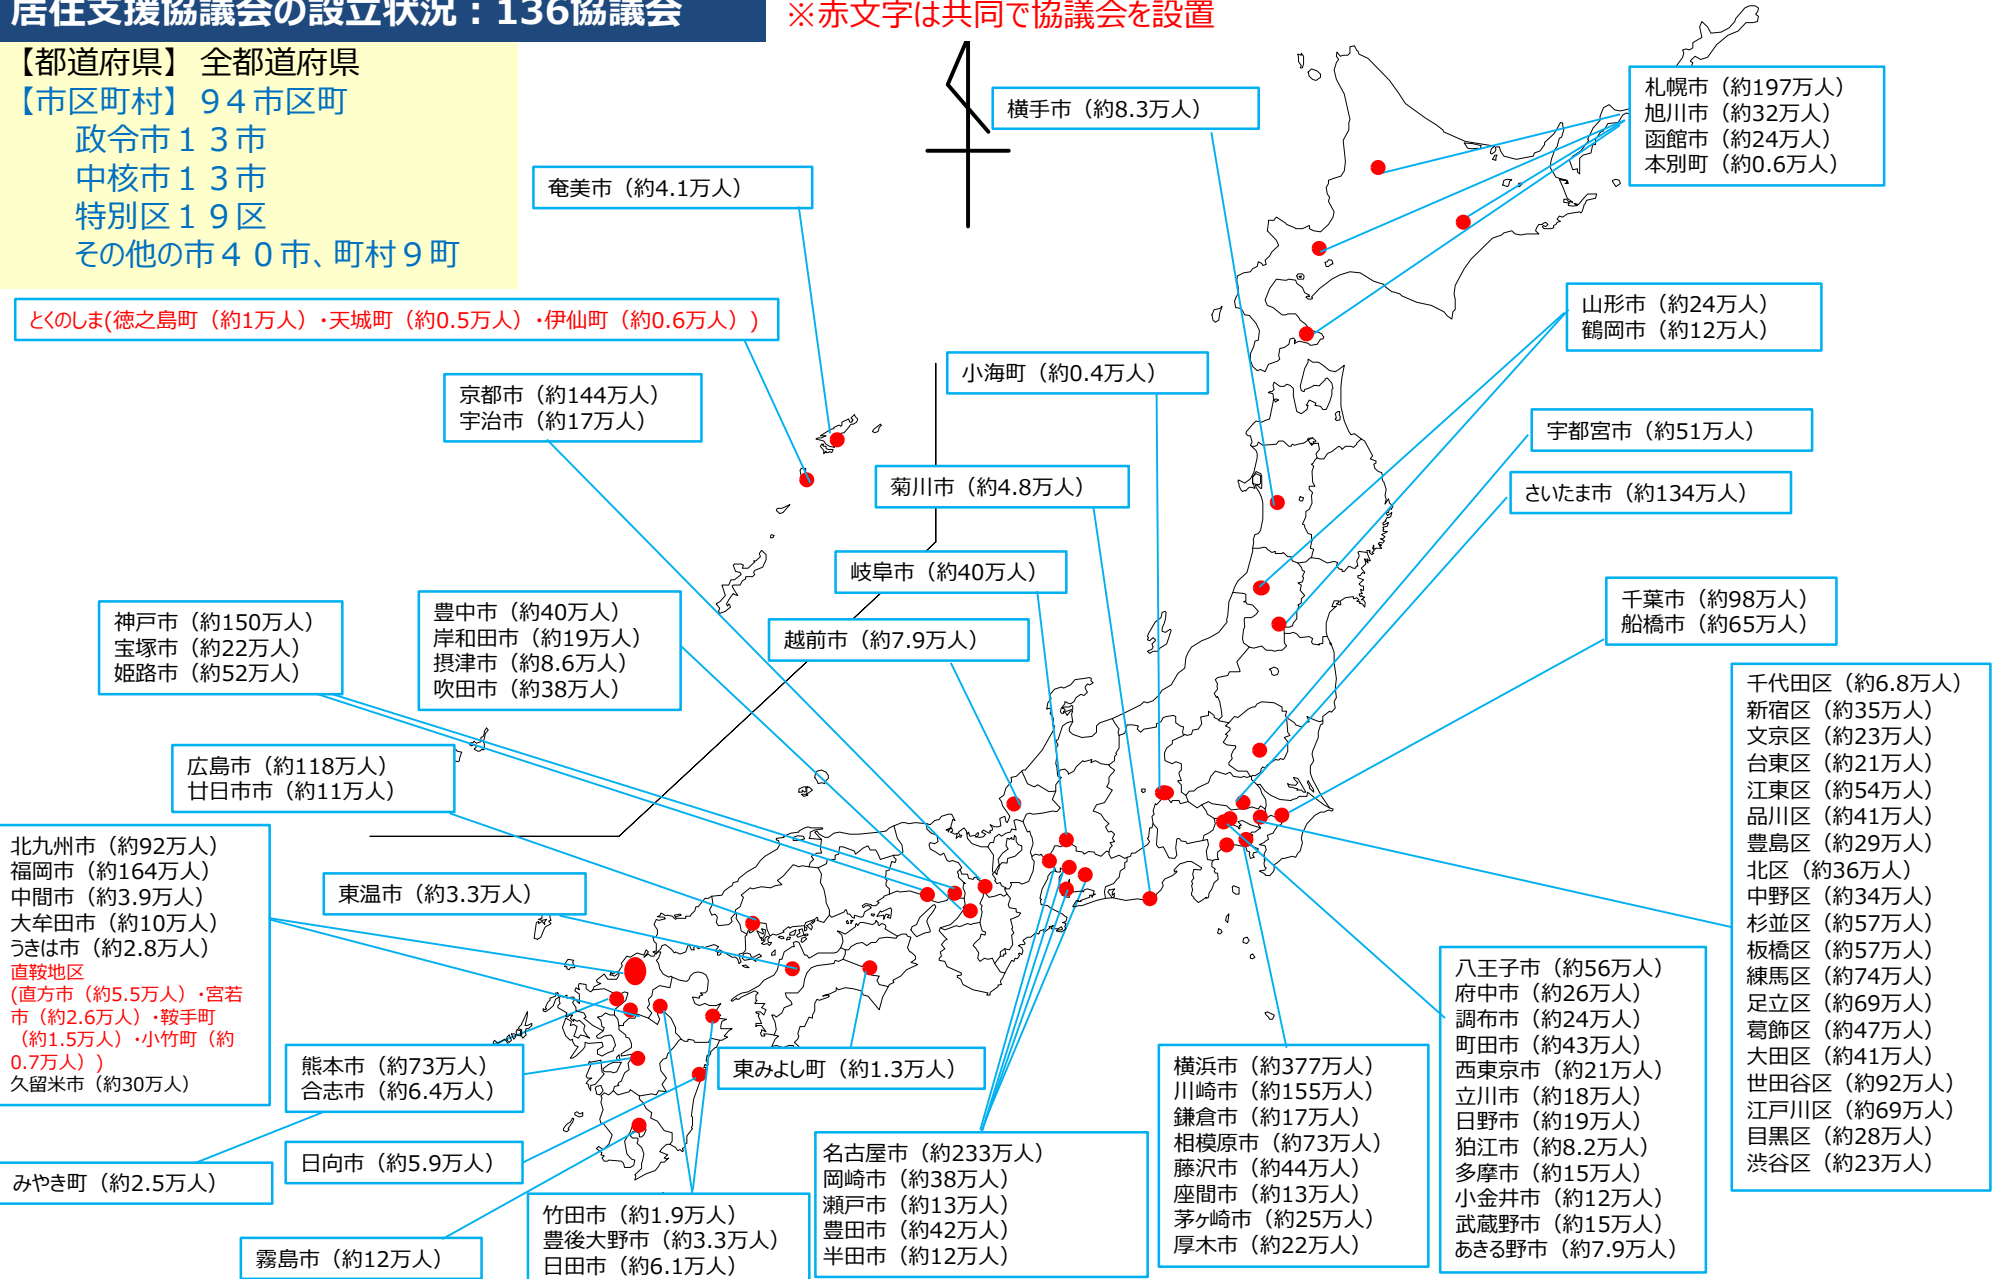 居住支援協議会の設立状況：136協議会
※赤文字は共同で協議会を設置
【都道府県】 全都道府県
【市区町村】 ９４市区町
政令市１３市
中核市１３市
特別区１９区
その他の市４０市、町村９町
横手市（約8.3万人）
札幌市（約197万人）
旭川市（約32万人）
函館市（約24万人）
本別町（約0.6万人）
奄美市（約4.1万人）
とくのしま(徳之島町（約1万人）・天城町（約0.5万人）・伊仙町（約0.6万人）)
山形市（約24万人）
鶴岡市（約12万人）
京都市（約144万人）
宇治市（約17万人）
小海町（約0.4万人）
宇都宮市（約51万人）
菊川市（約4.8万人）
さいたま市（約134万人）
岐阜市（約40万人）
千葉市（約98万人）
船橋市（約65万人）
神戸市（約150万人）
宝塚市（約22万人）
姫路市（約52万人）
豊中市（約40万人）
岸和田市（約19万人）
摂津市（約8.6万人）
吹田市（約38万人）
越前市（約7.9万人）
千代田区（約6.8万人）
新宿区（約35万人）
文京区（約23万人）
台東区（約21万人）
江東区（約54万人）
品川区（約41万人）
豊島区（約29万人）
北区（約36万人）
中野区（約34万人）
杉並区（約57万人）
板橋区（約57万人）
練馬区（約74万人）
足立区（約69万人）
葛飾区（約47万人）
大田区（約41万人）
世田谷区（約92万人）
江戸川区（約69万人）
目黒区（約28万人）
渋谷区（約23万人）
広島市（約118万人）
廿日市市（約11万人）
北九州市（約92万人）
福岡市（約164万人）
中間市（約3.9万人）
大牟田市（約10万人）
うきは市（約2.8万人）
直鞍地区
(直方市（約5.5万人）・宮若
市（約2.6万人）・鞍手町
（約1.5万人）・小竹町（約
0.7万人）)
久留米市（約30万人）
東温市（約3.3万人）
熊本市（約73万人）
合志市（約6.4万人）
東みよし町（約1.3万人）
日向市（約5.9万人）
みやき町（約2.5万人）
霧島市（約12万人）
竹田市（約1.9万人）
豊後大野市（約3.3万人）
日田市（約6.1万人）
名古屋市（約233万人）
岡崎市（約38万人）
瀬戸市（約13万人）
豊田市（約42万人）
半田市（約12万人）
横浜市（約377万人）
川崎市（約155万人）
鎌倉市（約17万人）
相模原市（約73万人）
藤沢市（約44万人）
座間市（約13万人）
茅ヶ崎市（約25万人）
厚木市（約22万人）
八王子市（約56万人）
府中市（約26万人）
調布市（約24万人）
町田市（約43万人）
西東京市（約21万人）
立川市（約18万人）
日野市（約19万人）
狛江市（約8.2万人）
多摩市（約15万人）
小金井市（約12万人）
武蔵野市（約15万人）
あきる野市（約7.9万人）